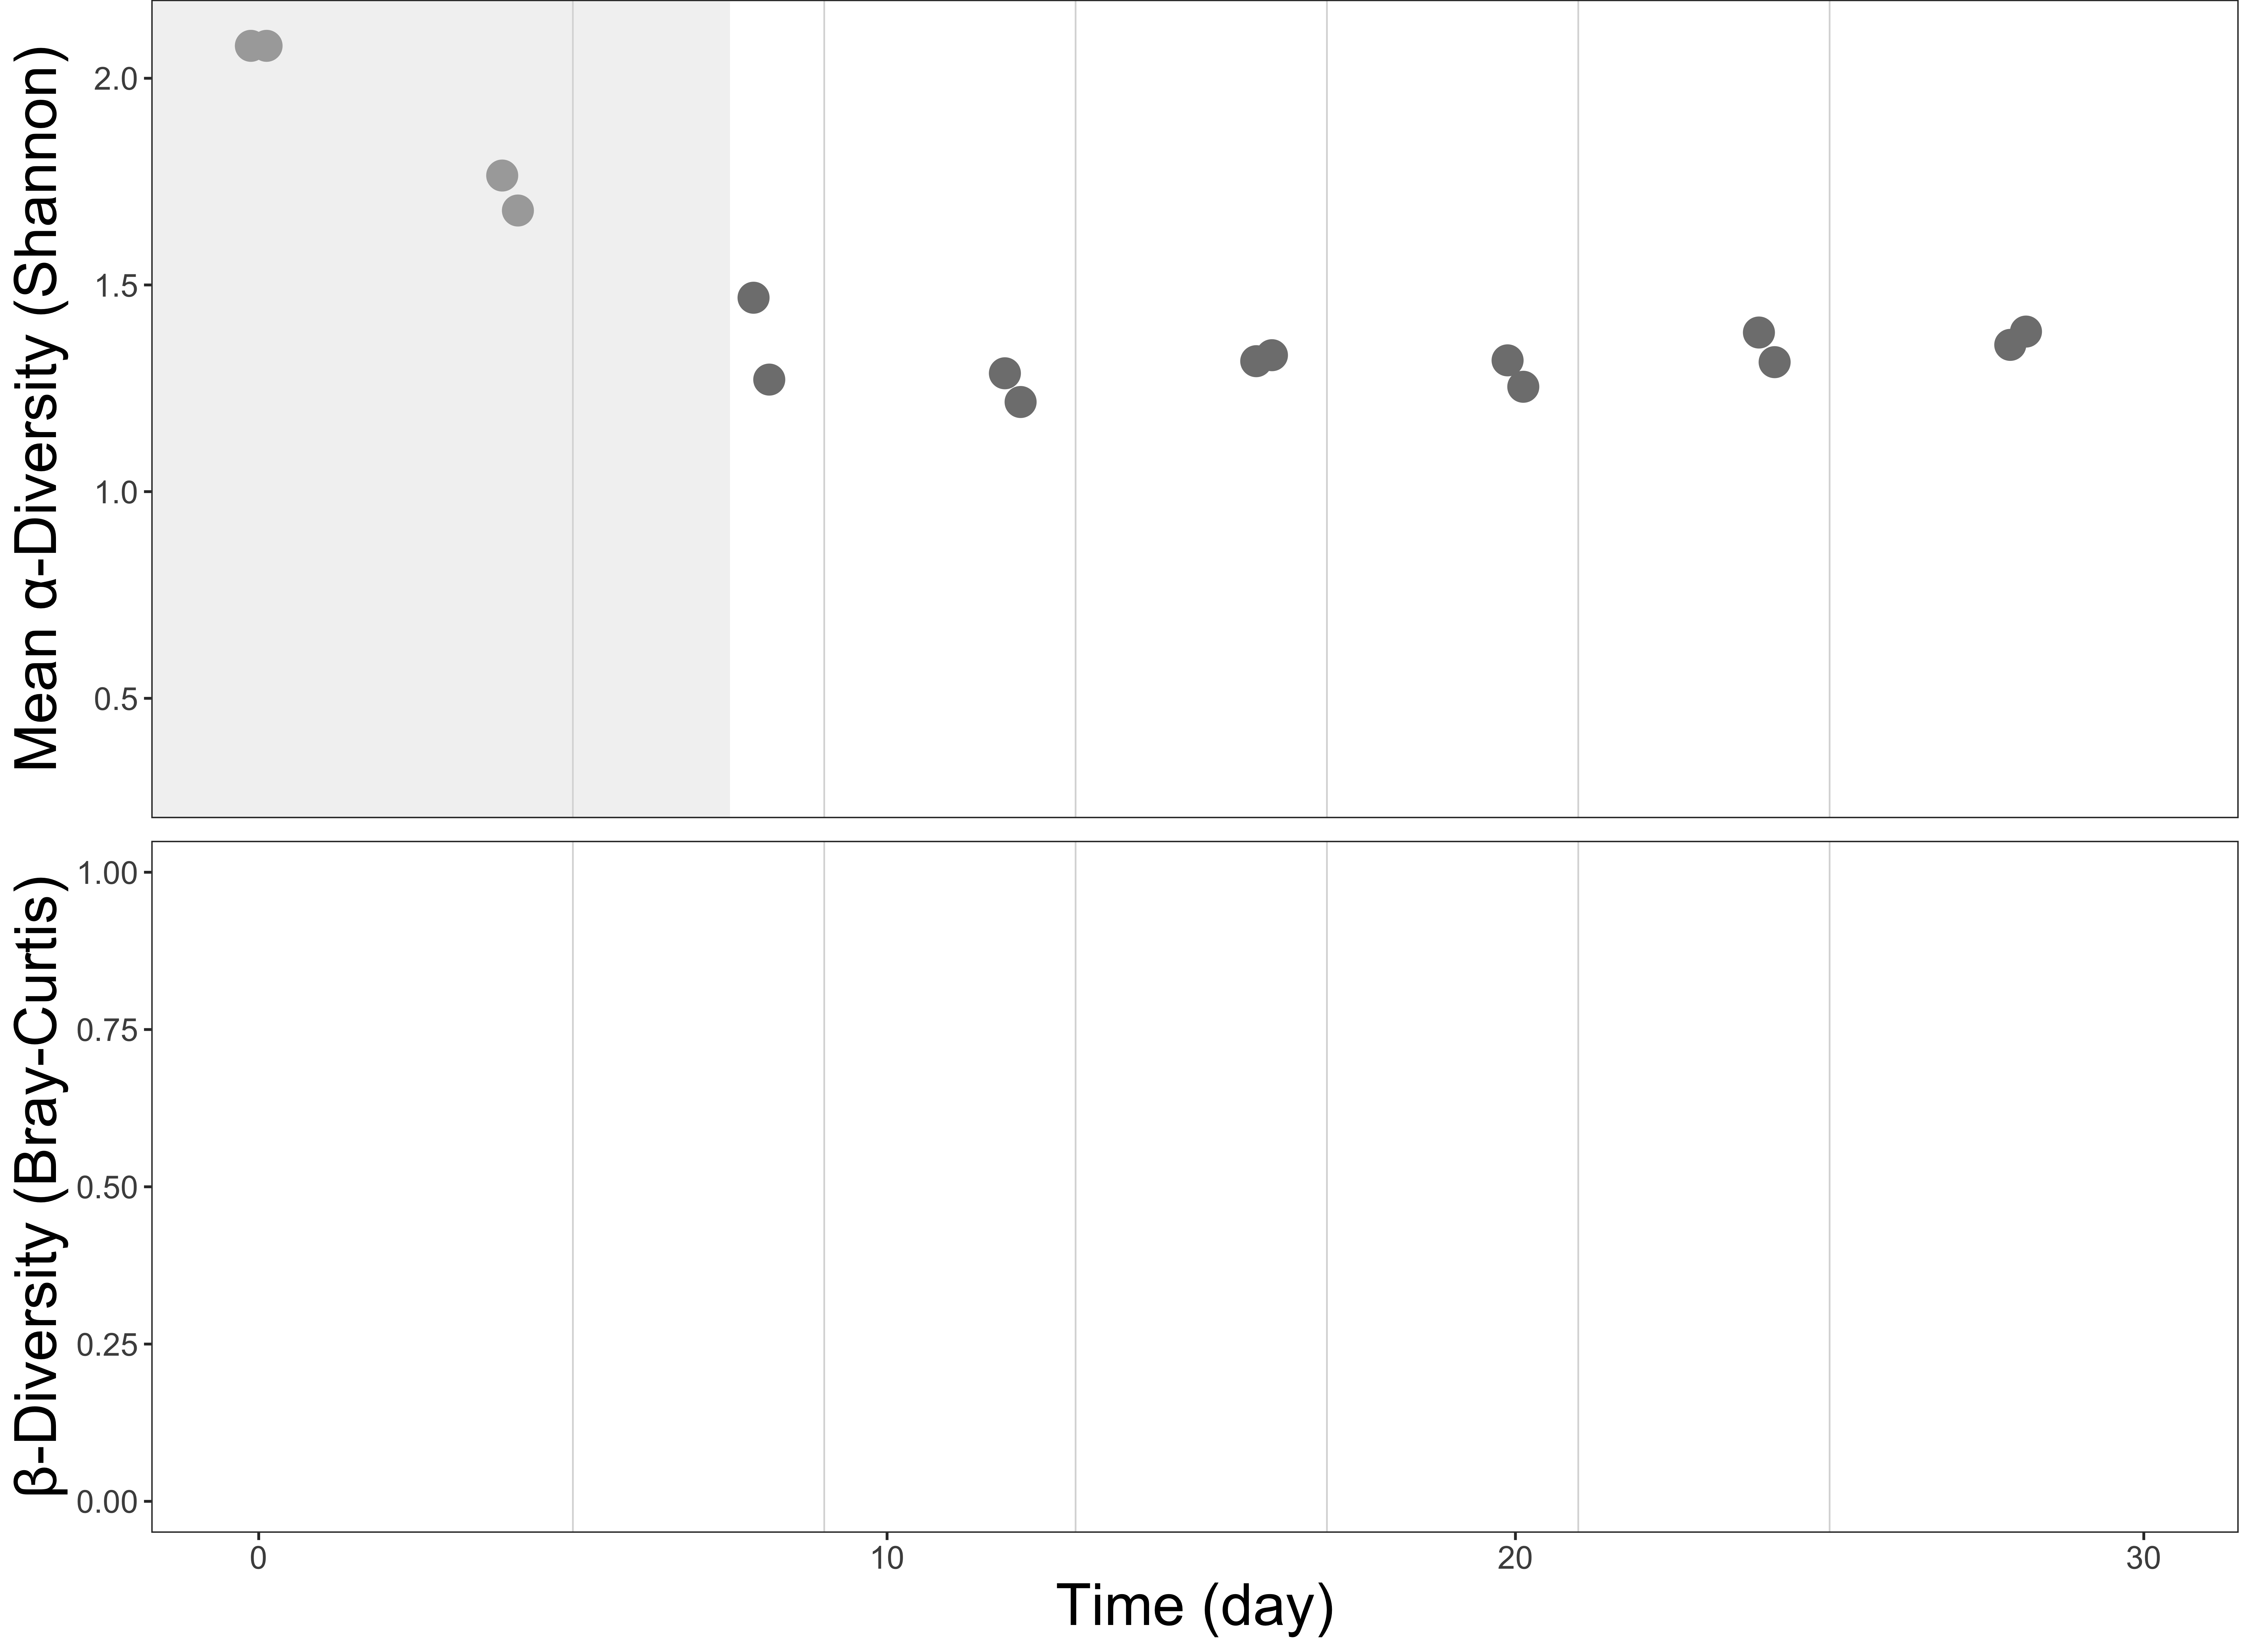 Mean α-Diversity (Shannon)
2.0
1.5
1.0
0.5
β-Diversity (Bray-Curtis)
1.00
0.75
0.50
0.25
0.00
0 10 20 30
Time (day)